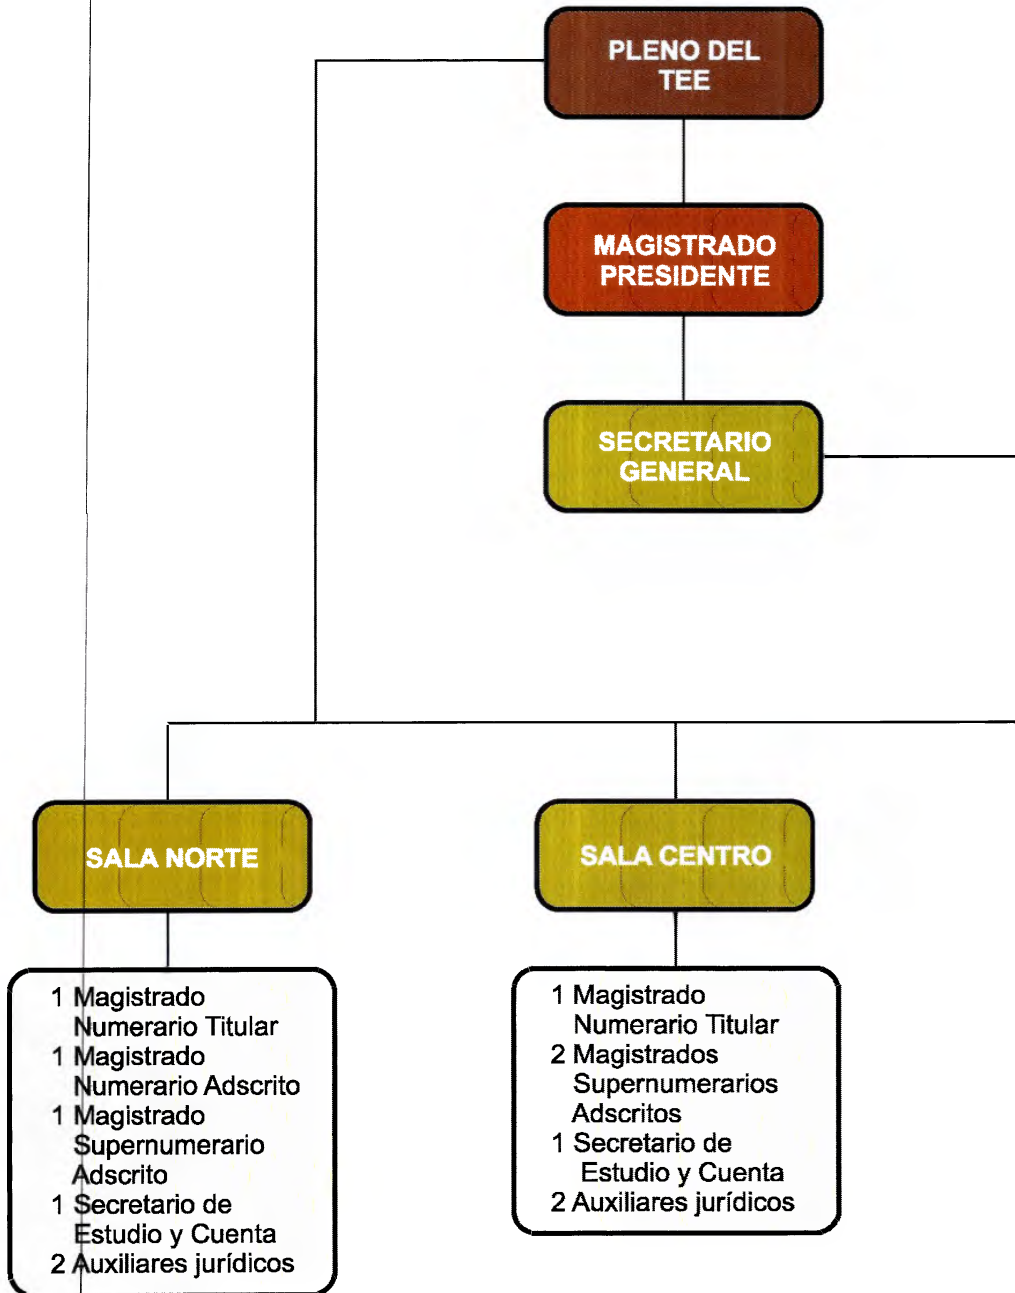 PLENO DEL
TEE
MAGISTRADO
PRESIDENTE
SECRETARIO
GENERAL
SALA NORTE
SALA CENTRO
1 Magistrado
Numerario Titular
1 Magistrado
Numerario Adscrito
1 Magistrado
Supernumerario
Adscrito
1 Secretario de
Estudio y Cuenta
2 Auxiliares jurídicos
1 Magistrado
Numerario Titular
2 Magistrados
Supernumerarios
Adscritos
1 Secretario de
Estudio y Cuenta
2 Auxiliares jurídicos